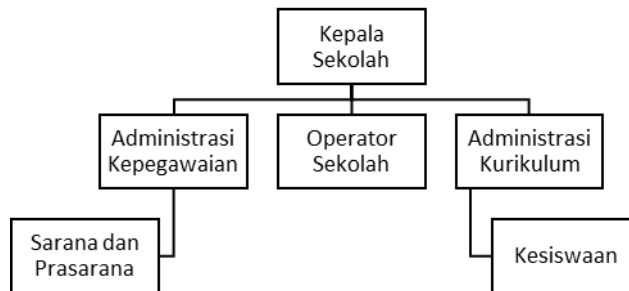 Kepala
Sekolah
Administrasi
Kepegawaian
Operator
Sekolah
Administrasi
Kurikulum
Sarana dan
Prasarana
Kesiswaan